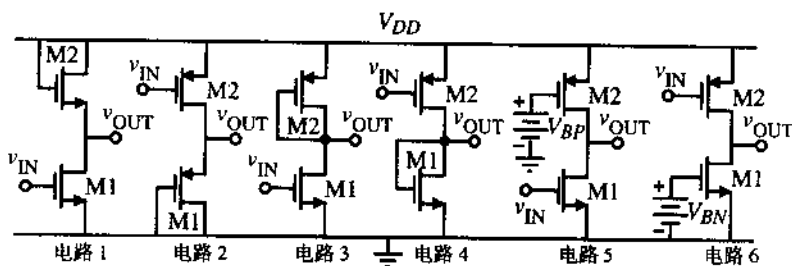 V_DD
M2
v_OUT
v_IN
M1
电路 1
v_IN
M2
v_OUT
M1
电路 2
M2
v_OUT
v_IN
M1
电路 3
v_IN
M2
v_OUT
M1
电路 4
M2
V_BP
v_OUT
v_IN
M1
电路 5
v_IN
M2
v_OUT
M1
V_BN
电路 6